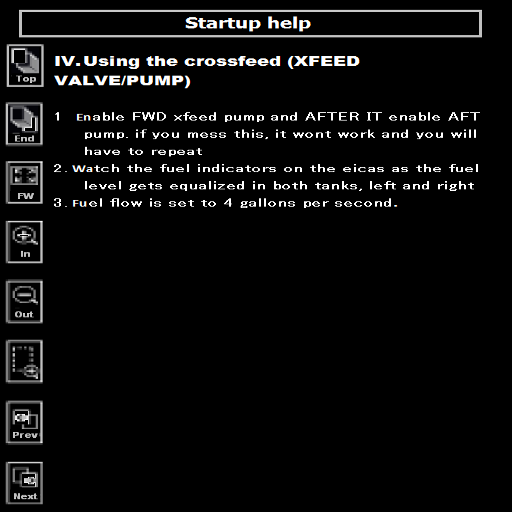 Startup help
Top
IV.Using the crossfeed (XFEED
VALVE/PUMP)
End
1 Enable FWD xfeed pump and AFTER IT enable AFT
pump. if you mess this, it wont work and you will
have to repeat
2. Watch the fuel indicators on the eicas as the fuel
level gets equalized in both tanks, left and right
3. Fuel flow is set to 4 gallons per second.
FW
In
Out
Prev
Next